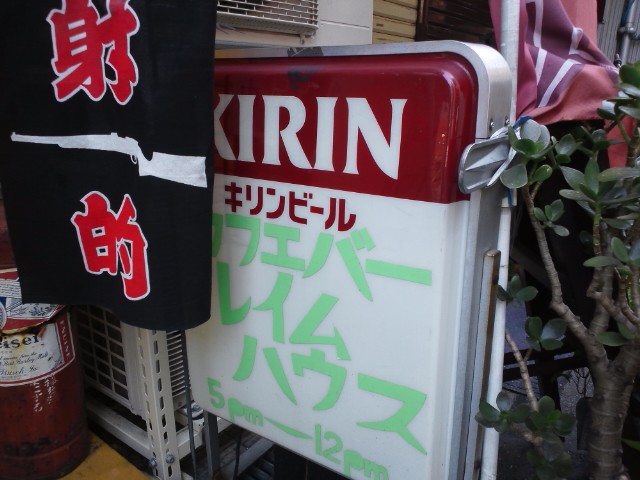 射的
KIRIN
キリンビール
カフェバー
レイムハウス
5pm〜12pm